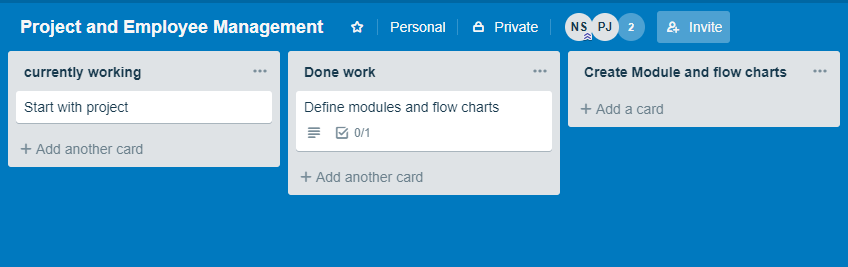 Project and Employee Management Personal Private NS PJ 2 Invite
currently working
Start with project
+ Add another card
Done work
Define modules and flow charts
0/1
+ Add another card
Create Module and flow charts
+ Add a card